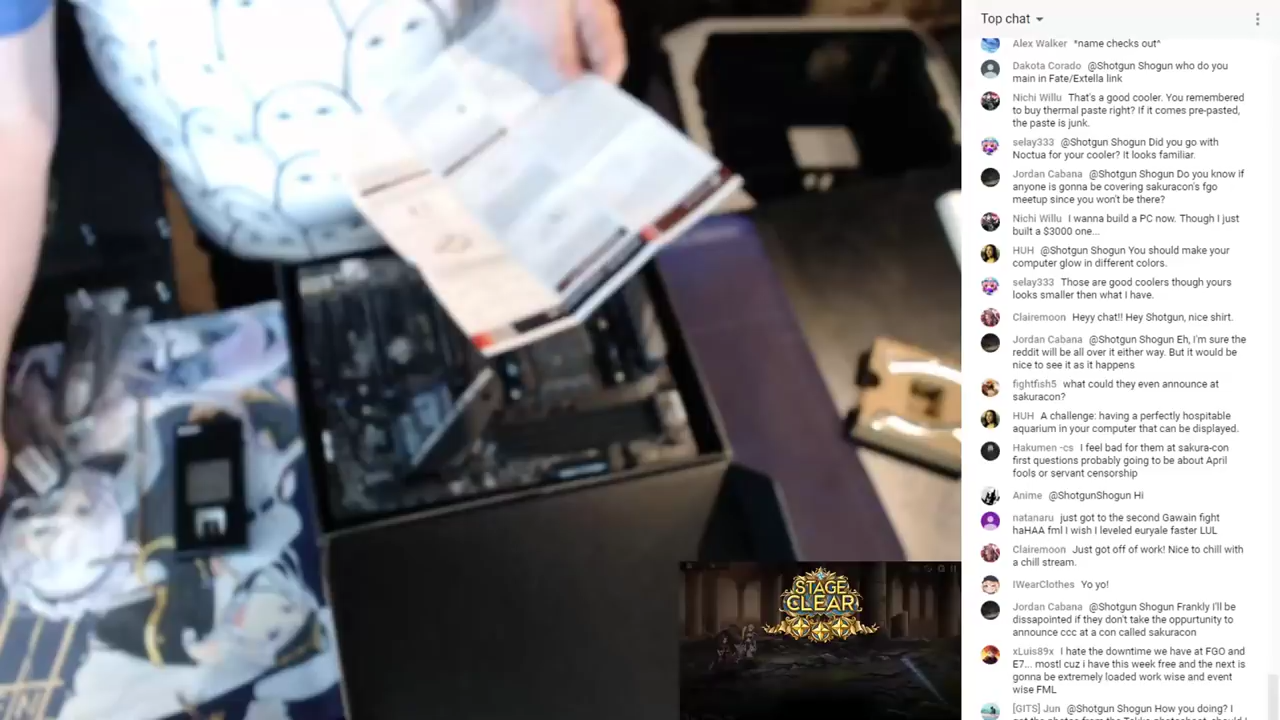 Top chat
Alex Walker *name checks out*
Dakota Corado @Shotgun Shogun who do you
main in Fate/Extella link
Nichi Willu That's a good cooler. You remembered
to buy thermal paste right? If it comes pre-pasted,
the paste is junk.
selay333 @Shotgun Shogun Did you go with
Noctua for your cooler? It looks familiar.
Jordan Cabana @Shotgun Shogun Do you know if
anyone is gonna be covering sakuracon's fgo
meetup since you won't be there?
Nichi Willu I wanna build a PC now. Though I just
built a $3000 one...
HUH @Shotgun Shogun You should make your
computer glow in different colors.
selay333 Those are good coolers though yours
looks smaller then what I have.
Clairemoon Heyy chat!! Hey Shotgun, nice shirt.
Jordan Cabana @Shotgun Shogun Eh, I'm sure the
reddit will be all over it either way. But it would be
nice to see it as it happens
fightfish5 what could they even announce at
sakuracon?
HUH A challenge: having a perfectly hospitable
aquarium in your computer that can be displayed.
Hakumen -cs I feel bad for them at sakura-con
first questions probably going to be about April
fools or servant censorship
Anime @ShotgunShogun Hi
natanaru just got to the second Gawain fight
haHAA fml I wish I leveled euryale faster LUL
Clairemoon Just got off of work! Nice to chill with
a chill stream.
IWearClothes Yo yo!
Jordan Cabana @Shotgun Shogun Frankly I'll be
dissapointed if they don't take the oppurtunity to
announce ccc at a con called sakuracon
xLuis89x I hate the downtime we have at FGO and
E7... mostl cuz i have this week free and the next is
gonna be extremely loaded work wise and event
wise FML
[GITS] Jun @Shotgun Shogun How you doing? I
STAGE
CLEAR